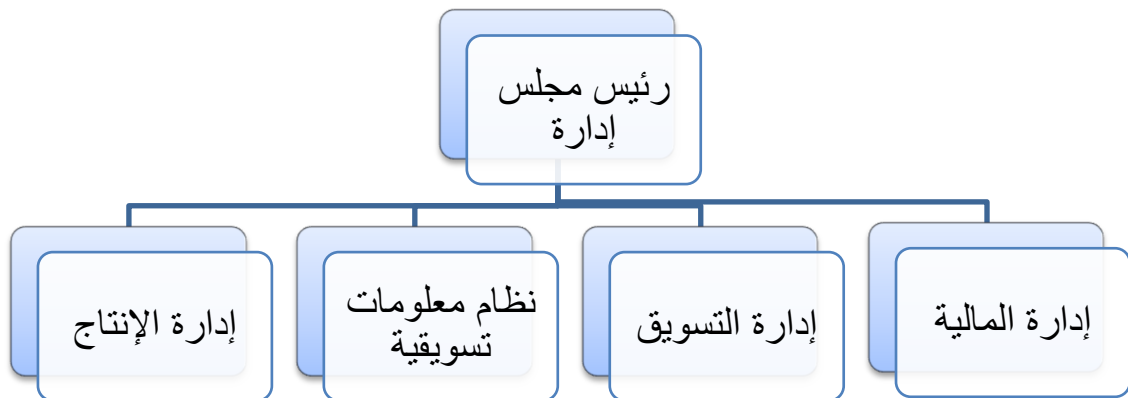 رئيس مجلس
إدارة
إدارة المالية
إدارة التسويق
نظام معلومات
تسويقية
إدارة الإنتاج